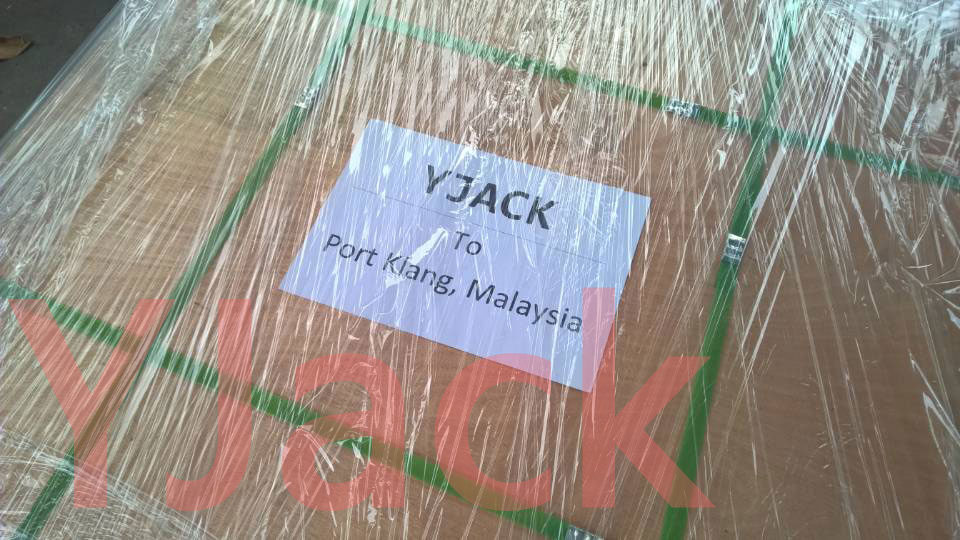 YJACK
To
Port Klang, Malaysia
YJack